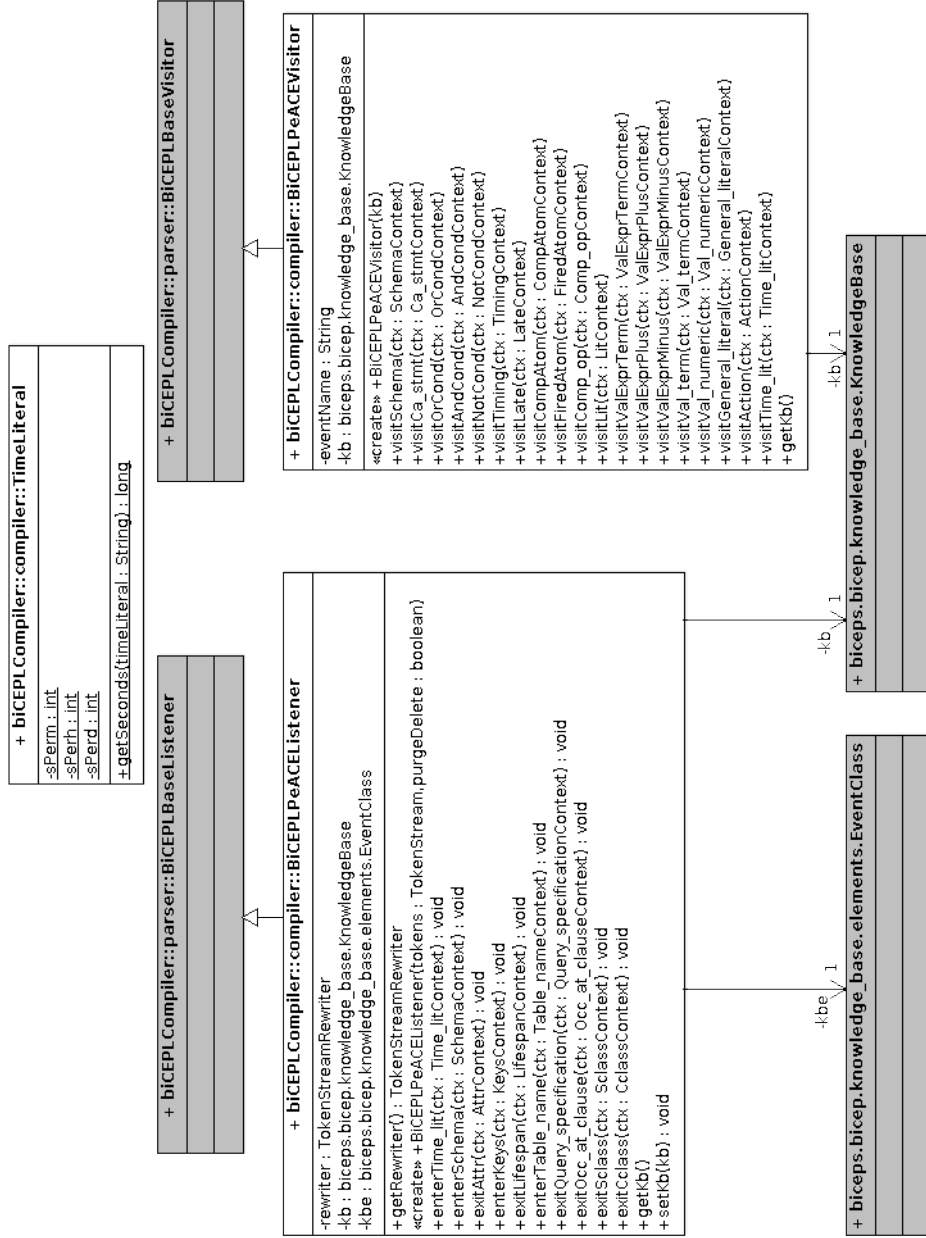 + biCEPLCompiler::compiler::TimeLiteral
-sPerm : int
-sPerh : int
-sPerd : int
+getSeconds(timeLiteral : String) : long
+ biCEPLCompiler::parser::BiCEPLBaseListener
+ biCEPLCompiler::parser::BiCEPLBaseVisitor
+ biCEPLCompiler::compiler::BiCEPLPeACEListener
-rewriter : TokenStreamRewriter
-kb : biceps.bicep.knowledge_base.KnowledgeBase
-kbe : biceps.bicep.knowledge_base.elements.EventClass
+getRewriter() : TokenStreamRewriter
«create» +BiCEPLPeACEListener(tokens : TokenStream,purgeDelete : boolean)
+enterTime_lit(ctx : Time_litContext) : void
+enterSchema(ctx : SchemaContext) : void
+exitAttr(ctx : AttrContext) : void
+enterKeys(ctx : KeysContext) : void
+exitLifespan(ctx : LifespanContext) : void
+enterTable_name(ctx : Table_nameContext) : void
+exitQuery_specification(ctx : Query_specificationContext) : void
+exitOcc_at_clause(ctx : Occ_at_clauseContext) : void
+exitSclass(ctx : SclassContext) : void
+exitCclass(ctx : CclassContext) : void
+getKb()
+setKb(kb) : void
+ biCEPLCompiler::compiler::BiCEPLPeACEVisitor
-eventName : String
-kb : biceps.bicep.knowledge_base.KnowledgeBase
«create» +BiCEPLPeACEVisitor(kb)
+visitSchema(ctx : SchemaContext)
+visitCa_stmt(ctx : Ca_stmtContext)
+visitOrCond(ctx : OrCondContext)
+visitAndCond(ctx : AndCondContext)
+visitNotCond(ctx : NotCondContext)
+visitTiming(ctx : TimingContext)
+visitLate(ctx : LateContext)
+visitCompAtom(ctx : CompAtomContext)
+visitFiredAtom(ctx : FiredAtomContext)
+visitComp_op(ctx : Comp_opContext)
+visitLit(ctx : LitContext)
+visitValExprTerm(ctx : ValExprTermContext)
+visitValExprPlus(ctx : ValExprPlusContext)
+visitValExprMinus(ctx : ValExprMinusContext)
+visitVal_term(ctx : Val_termContext)
+visitVal_numeric(ctx : Val_numericContext)
+visitGeneral_literal(ctx : General_literalContext)
+visitAction(ctx : ActionContext)
+visitTime_lit(ctx : Time_litContext)
+getKb()
-kbe 1
-kb 1
-kb 1
+ biceps.bicep.knowledge_base.elements.EventClass
+ biceps.bicep.knowledge_base.KnowledgeBase